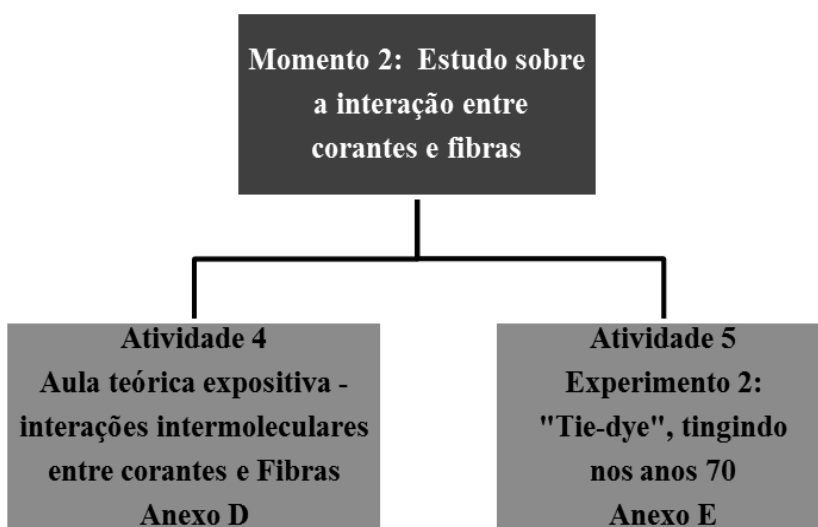 Momento 2: Estudo sobre
a interação entre
corantes e fibras
Atividade 4
Aula teórica expositiva -
interações intermoleculares
entre corantes e Fibras
Anexo D
Atividade 5
Experimento 2:
"Tie-dye", tingindo
nos anos 70
Anexo E